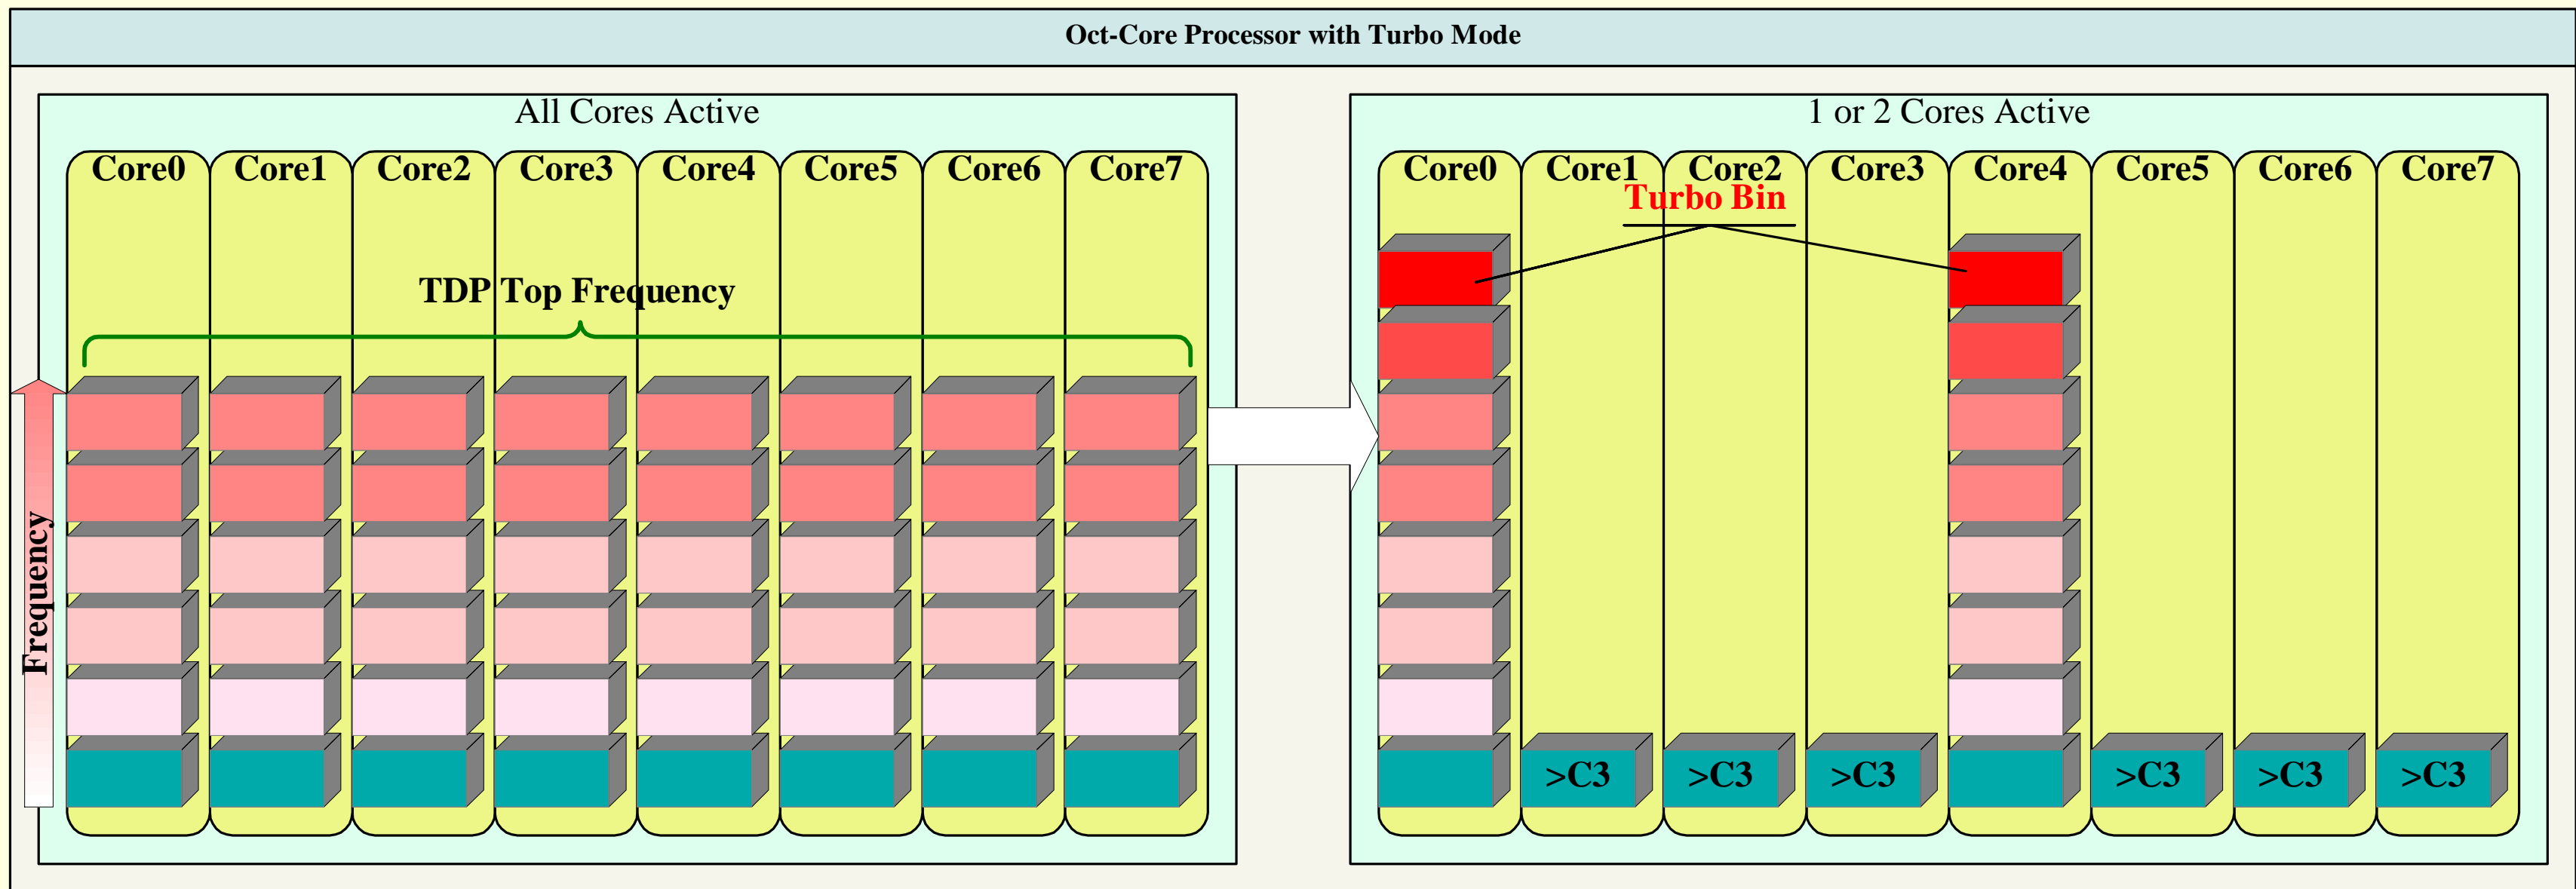 Oct-Core Processor with Turbo Mode
All Cores Active
Core0 Core1 Core2 Core3 Core4 Core5 Core6 Core7
TDP Top Frequency
Frequency
1 or 2 Cores Active
Core0 Core1 Core2 Core3 Core4 Core5 Core6 Core7
Turbo Bin
>C3 >C3 >C3 >C3 >C3 >C3